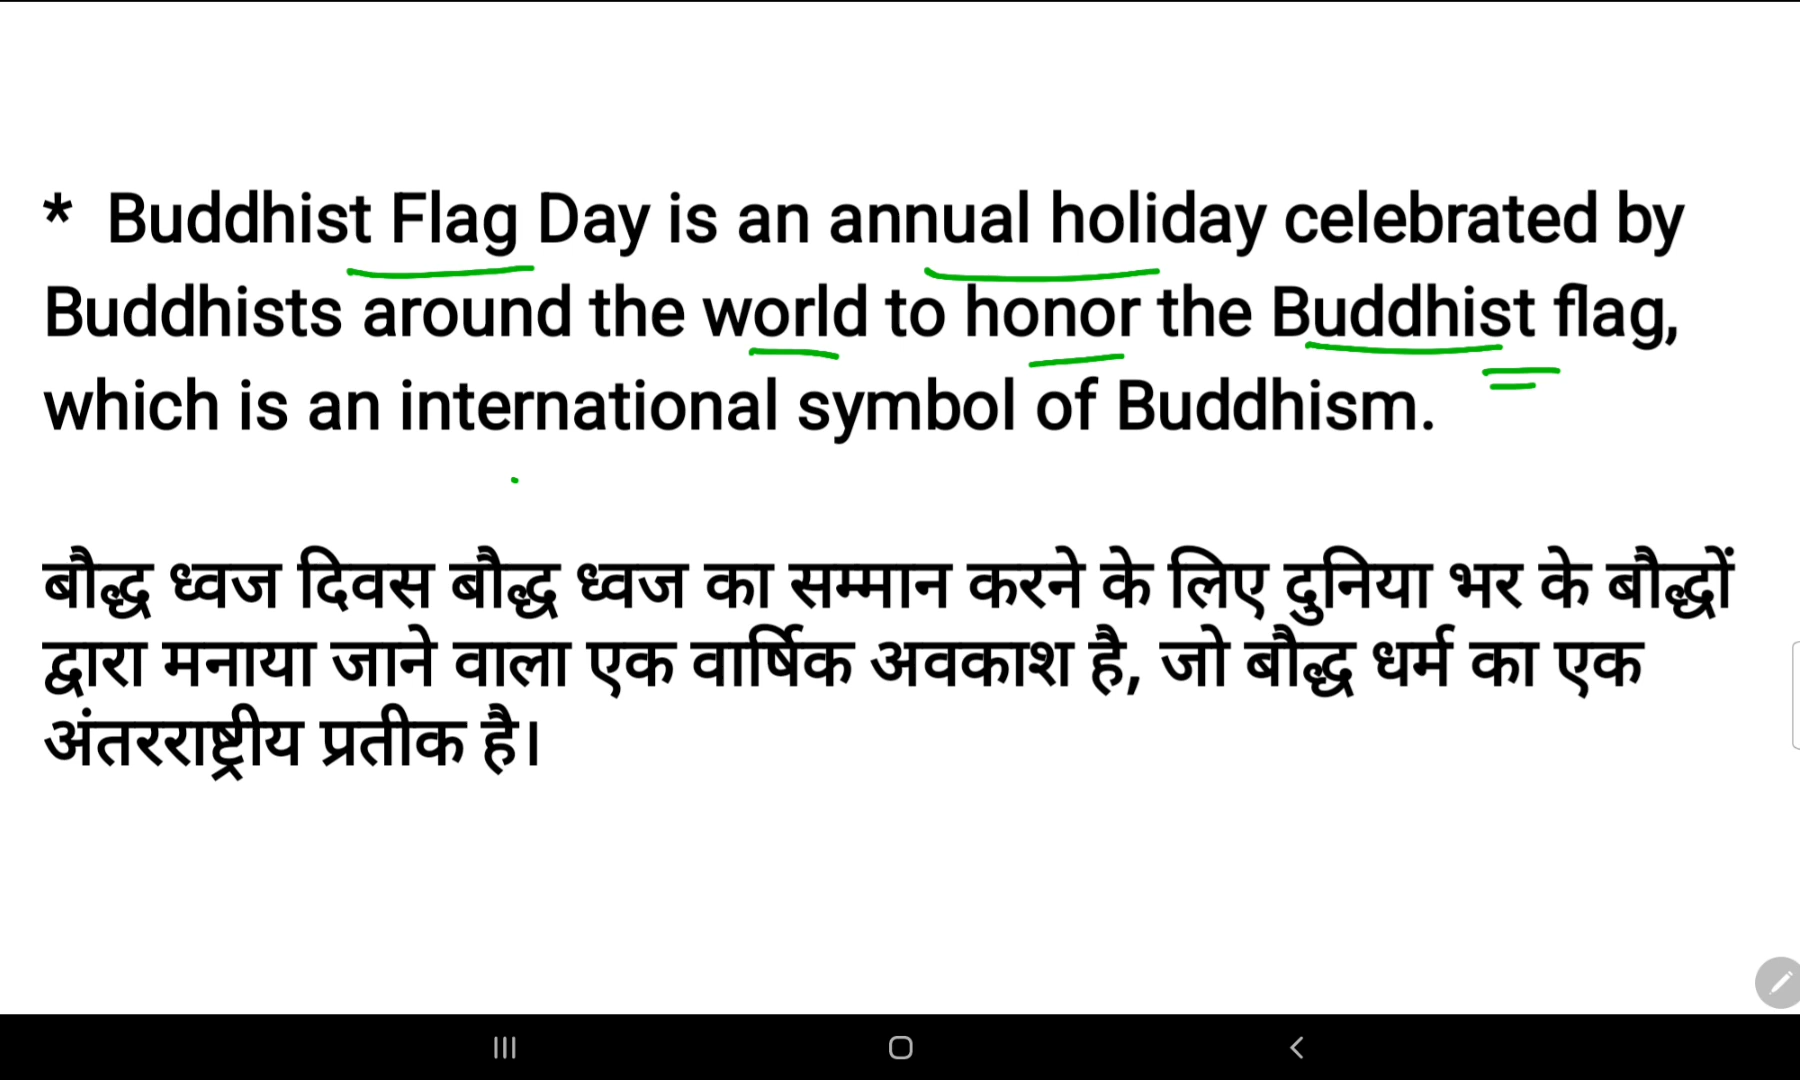 * Buddhist Flag Day is an annual holiday celebrated by
Buddhists around the world to honor the Buddhist flag,
which is an international symbol of Buddhism.
बौद्ध ध्वज दिवस बौद्ध ध्वज का सम्मान करने के लिए दुनिया भर के बौद्धों
द्वारा मनाया जाने वाला एक वार्षिक अवकाश है, जो बौद्ध धर्म का एक
अंतरराष्ट्रीय प्रतीक है।